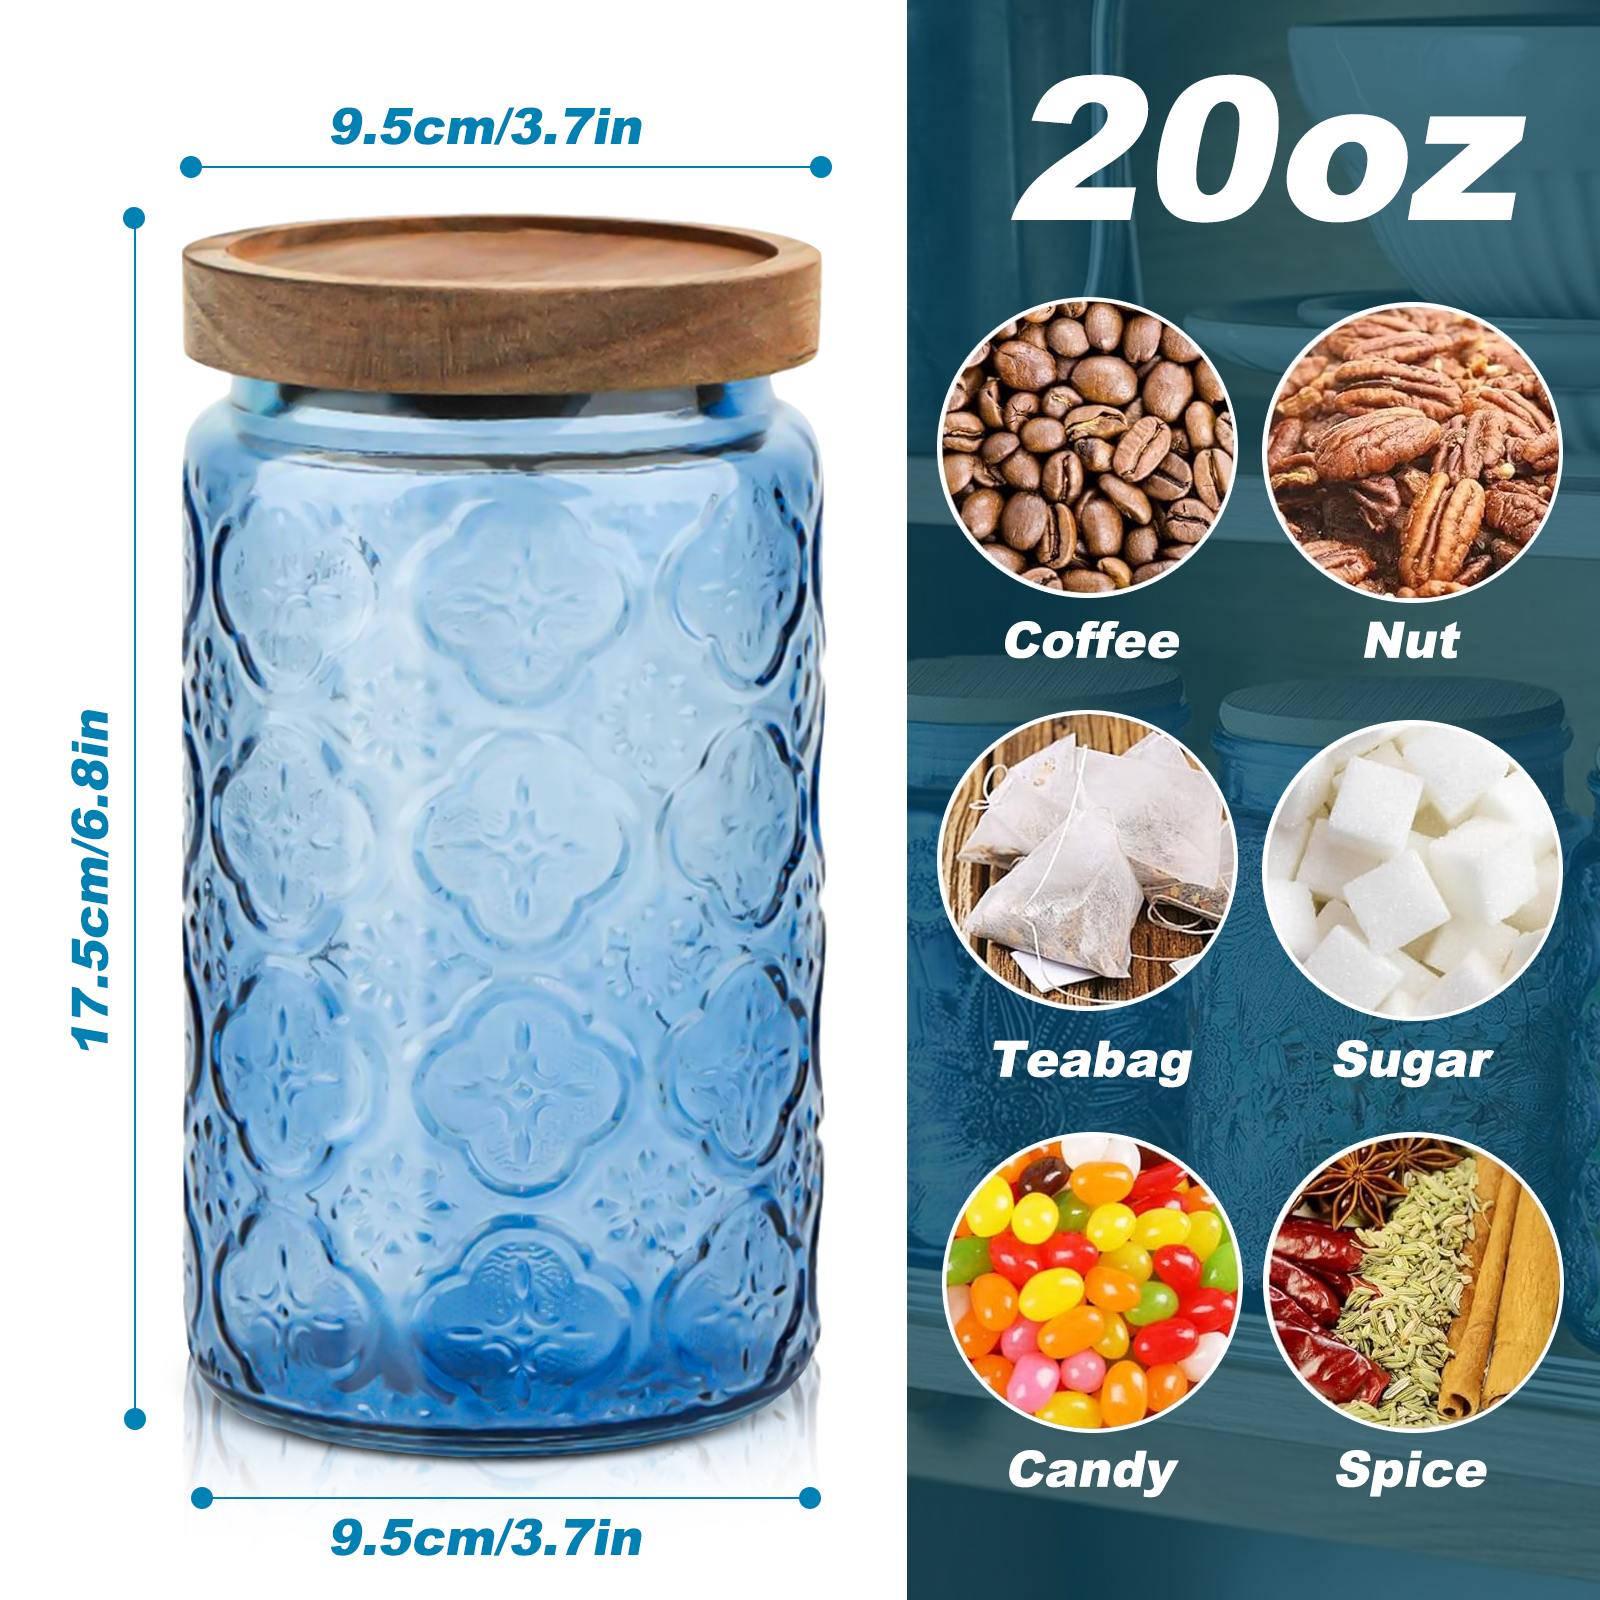 9.5cm/3.7in
17.5cm/6.8in
9.5cm/3.7in
20oz
Coffee
Nut
Teabag
Sugar
Candy
Spice